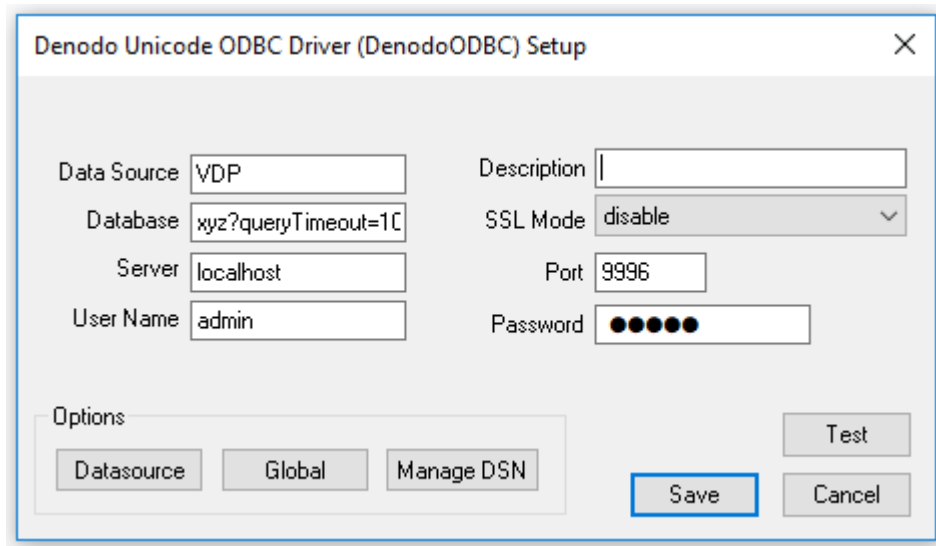 Denodo Unicode ODBC Driver (DenodoODBC) Setup
Data Source VDP
Description
Database xyz?queryTimeout=10
SSL Mode disable
Server localhost
Port 9996
User Name admin
Password ●●●●●
Options
Datasource Global Manage DSN
Test
Save Cancel